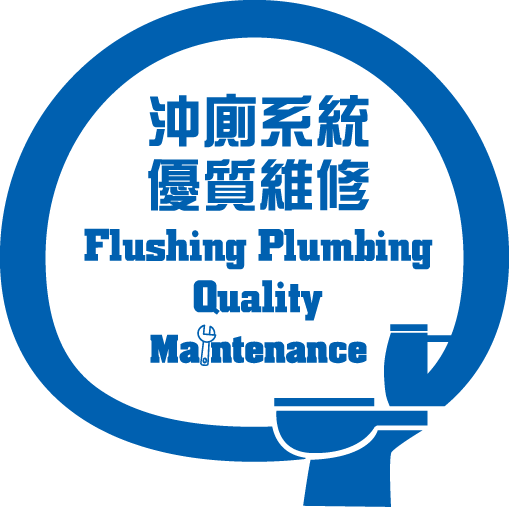 沖廁系統
優質維修
Flushing Plumbing
Quality
Maintenance